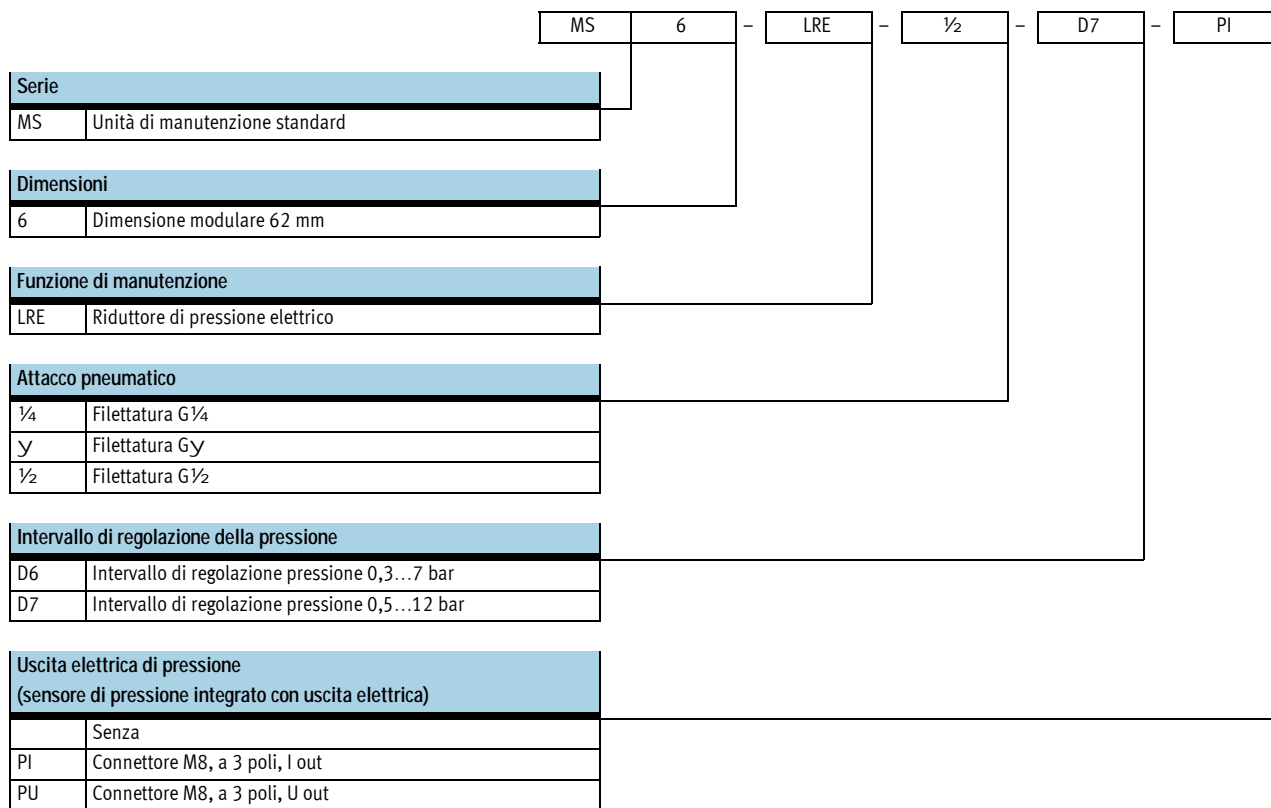 MS 6 – LRE – ½ – D7 – PI
Serie
MS Unità di manutenzione standard
Dimensioni
6 Dimensione modulare 62 mm
Funzione di manutenzione
LRE Riduttore di pressione elettrico
Attacco pneumatico
¼ Filettatura G¼
y Filettatura Gy
½ Filettatura G½
Intervallo di regolazione della pressione
D6 Intervallo di regolazione pressione 0,3…7 bar
D7 Intervallo di regolazione pressione 0,5…12 bar
Uscita elettrica di pressione
(sensore di pressione integrato con uscita elettrica)
Senza
PI Connettore M8, a 3 poli, I out
PU Connettore M8, a 3 poli, U out